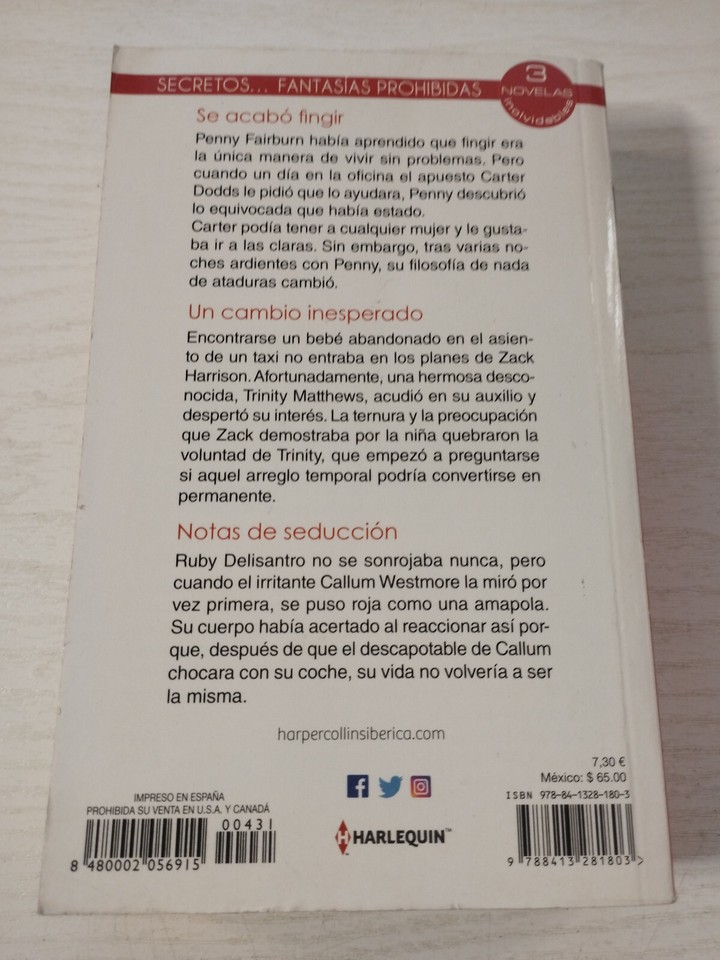 SECRETOS... FANTASÍAS PROHIBIDAS
3
NOVELAS
inolvidables
Se acabó fingir
Penny Fairburn había aprendido que fingir era
la única manera de vivir sin problemas. Pero
cuando un día en la oficina el apuesto Carter
Dodds le pidió que lo ayudara, Penny descubrió
lo equivocada que había estado.
Carter podía tener a cualquier mujer y le gusta-
ba ir a las claras. Sin embargo, tras varias no-
ches ardientes con Penny, su filosofía de nada
de ataduras cambió.
Un cambio inesperado
Encontrarse un bebé abandonado en el asien-
to de un taxi no entraba en los planes de Zack
Harrison. Afortunadamente, una hermosa desco-
nocida, Trinity Matthews, acudió en su auxilio y
despertó su interés. La ternura y la preocupación
que Zack demostraba por la niña quebraron la
voluntad de Trinity, que empezó a preguntarse
si aquel arreglo temporal podría convertirse en
permanente.
Notas de seducción
Ruby Delisantro no se sonrojaba nunca, pero
cuando el irritante Callum Westmore la miró por
vez primera, se puso roja como una amapola.
Su cuerpo había acertado al reaccionar así por-
que, después de que el descapotable de Callum
chocara con su coche, su vida no volvería a ser
la misma.
harpercollinsiberica.com
7,30 €
México: $ 65.00
IMPRESO EN ESPAÑA
PROHIBIDA SU VENTA EN U.S.A. Y CANADÁ
00431
8 480002 056915
HARLEQUIN™
ISBN 978-84-1328-180-3
9 788413 281803 >